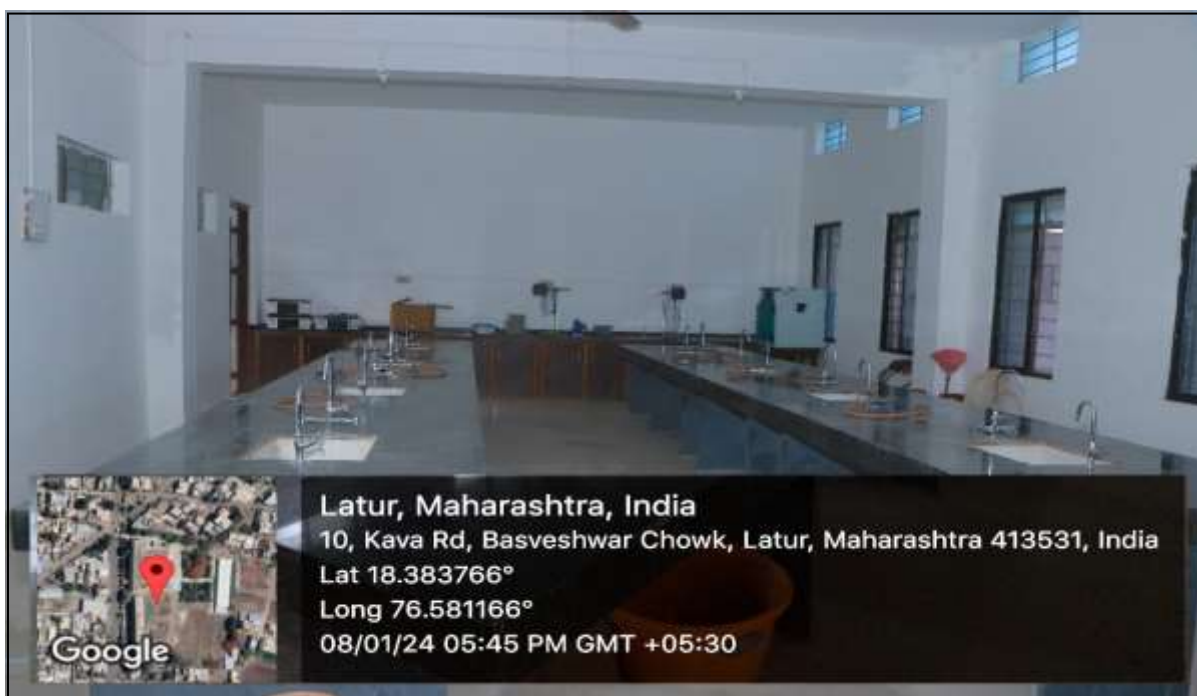 Latur, Maharashtra, India
10, Kava Rd, Basveshwar Chowk, Latur, Maharashtra 413531, India
Lat 18.383766°
Long 76.581166°
08/01/24 05:45 PM GMT +05:30
Google